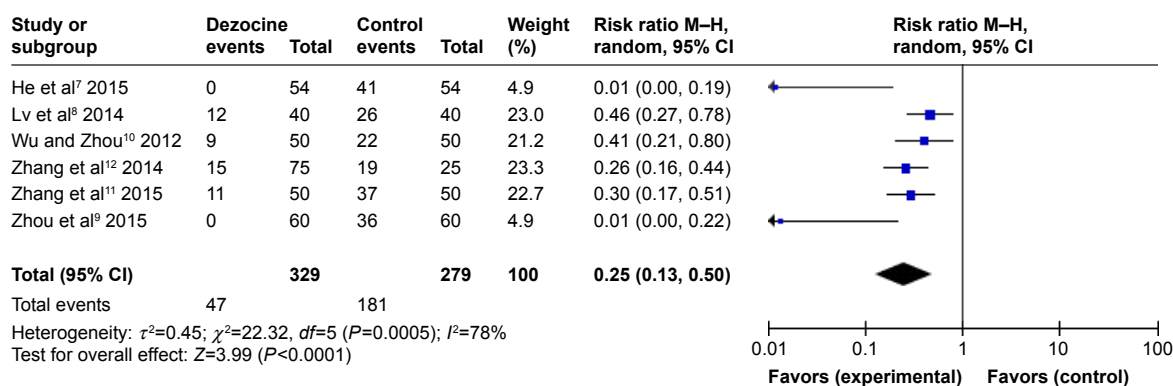 Study or subgroup Dezocine events Total Control events Total Weight (%) Risk ratio M–H, random, 95% CI Risk ratio M–H, random, 95% CI
He et al⁷ 2015 0 54 41 54 4.9 0.01 (0.00, 0.19)
Lv et al⁸ 2014 12 40 26 40 23.0 0.46 (0.27, 0.78)
Wu and Zhou¹⁰ 2012 9 50 22 50 21.2 0.41 (0.21, 0.80)
Zhang et al¹² 2014 15 75 19 25 23.3 0.26 (0.16, 0.44)
Zhang et al¹¹ 2015 11 50 37 50 22.7 0.30 (0.17, 0.51)
Zhou et al⁹ 2015 0 60 36 60 4.9 0.01 (0.00, 0.22)
Total (95% CI) 329 279 100 0.25 (0.13, 0.50)
Total events 47 181
Heterogeneity: τ²=0.45; χ²=22.32, df=5 (P=0.0005); I²=78%
Test for overall effect: Z=3.99 (P<0.0001)
0.01 0.1 1 10 100
Favors (experimental) Favors (control)